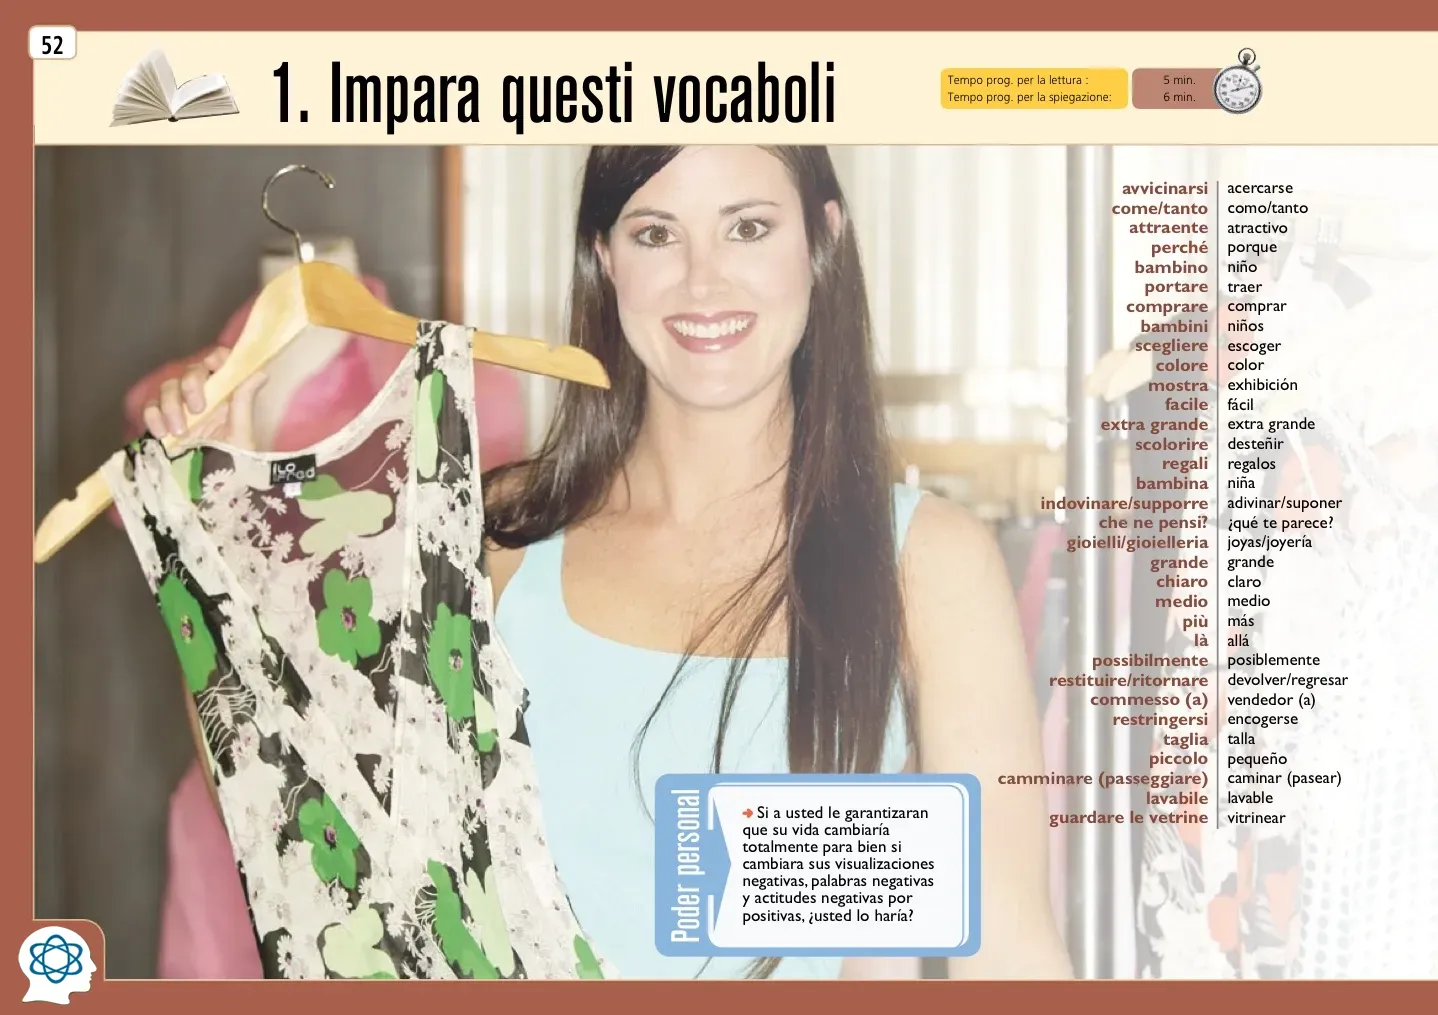 52
1. Impara questi vocaboli
Tempo prog. per la lettura : 5 min.
Tempo prog. per la spiegazione: 6 min.
avvicinarsi acercarse
come/tanto como/tanto
attraente atractivo
perché porque
bambino niño
portare traer
comprare comprar
bambini niños
scegliere escoger
colore color
mostra exhibición
facile fácil
extra grande extra grande
scolorire desteñir
regali regalos
bambina niña
indovinare/supporre adivinar/suponer
che ne pensi? ¿qué te parece?
gioielli/gioielleria joyas/joyería
grande grande
chiaro claro
medio medio
più más
là allá
possibilmente posiblemente
restituire/ritornare devolver/regresar
commesso (a) vendedor (a)
restringersi encogerse
taglia talla
piccolo pequeño
camminare (passeggiare) caminar (pasear)
lavabile lavable
guardare le vetrine vitrinear
Poder personal
Si a usted le garantizaran
que su vida cambiaría
totalmente para bien si
cambiara sus visualizaciones
negativas, palabras negativas
y actitudes negativas por
positivas, ¿usted lo haría?